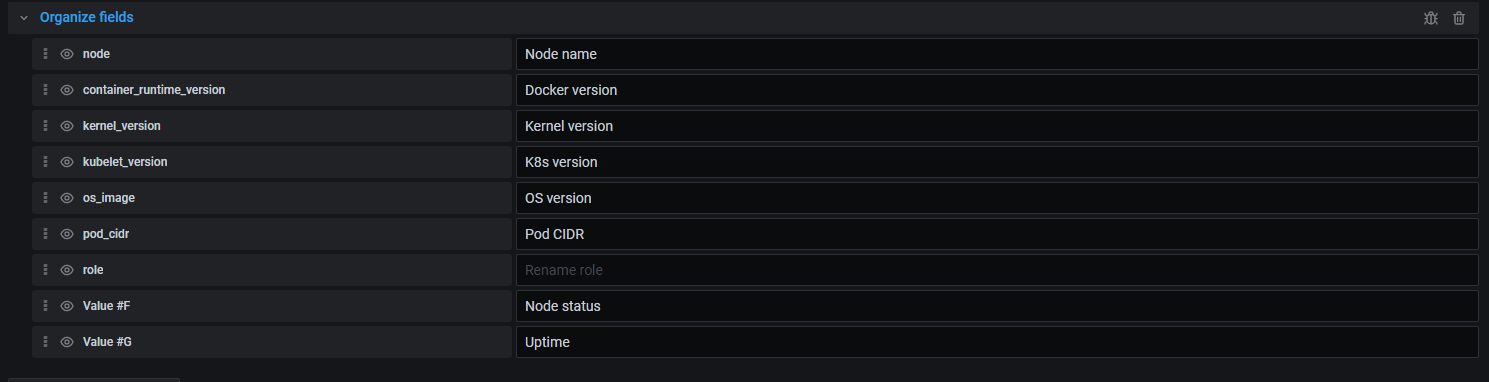 Organize fields
node Node name
container_runtime_version Docker version
kernel_version Kernel version
kubelet_version K8s version
os_image OS version
pod_cidr Pod CIDR
role Rename role
Value #F Node status
Value #G Uptime